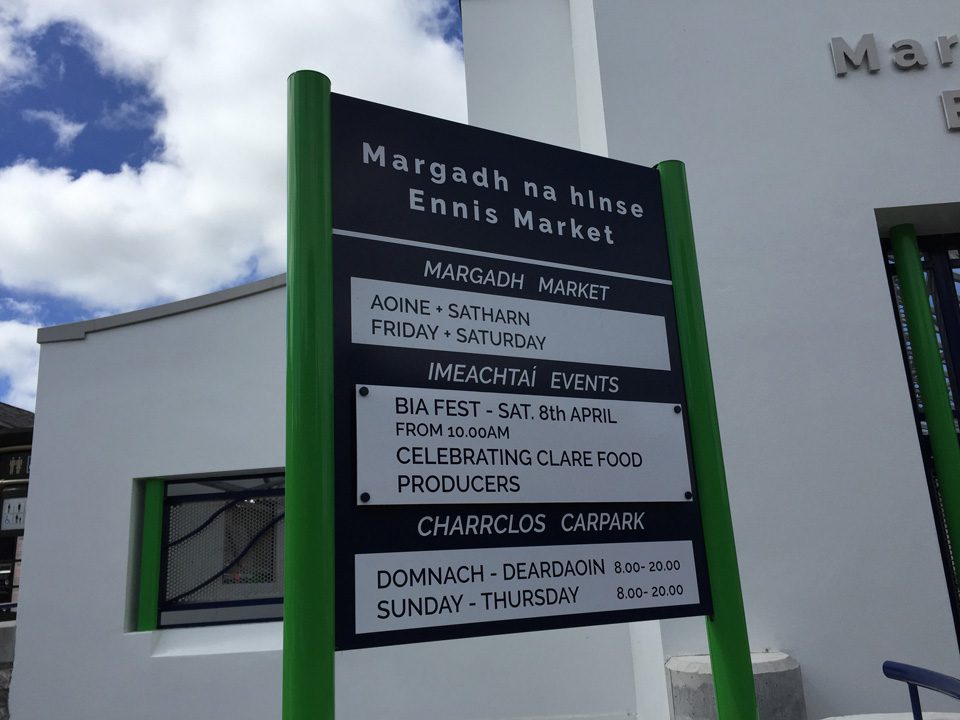 Margadh na hInse
Ennis Market
MARGADH MARKET
AOINE + SATHARN
FRIDAY + SATURDAY
IMEACHTAÍ EVENTS
BIA FEST - SAT. 8th APRIL
FROM 10.00AM
CELEBRATING CLARE FOOD
PRODUCERS
CHARRCLOS CARPARK
DOMNACH - DEARDAOIN 8.00- 20.00
SUNDAY - THURSDAY 8.00- 20.00
Mar
E